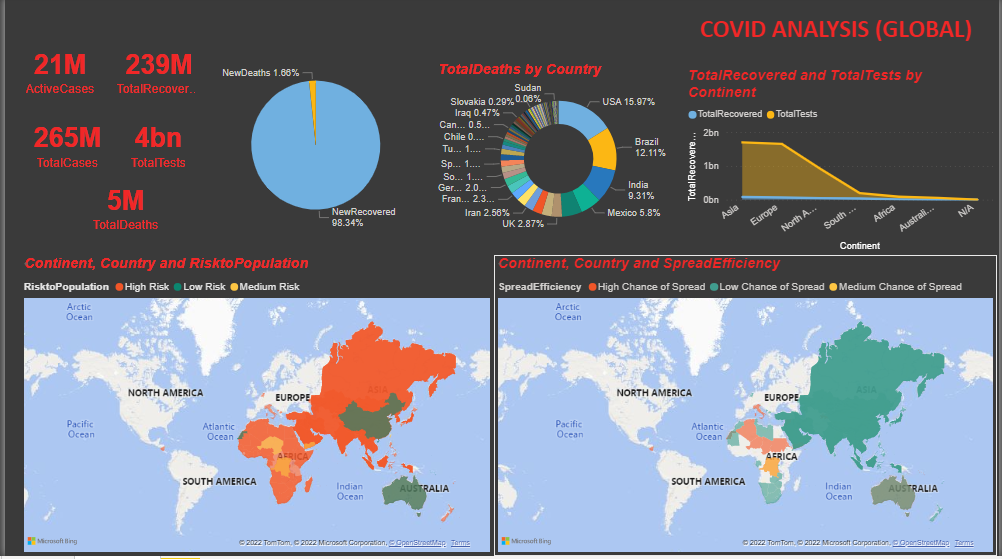 COVID ANALYSIS (GLOBAL)
21M
ActiveCases
239M
TotalRecover...
265M
TotalCases
4bn
TotalTests
5M
TotalDeaths
NewDeaths 1.66%
NewRecovered
98.34%
TotalDeaths by Country
Sudan
0.06%
Slovakia 0.29%
Iraq 0.47%
Can... 0.5...
Chile 0....
Tu... 1....
Sp... 1....
So... 1....
Ger... 2.0...
Fran... 2.3...
Iran 2.56%
UK 2.87%
USA 15.97%
Brazil
12.11%
India
9.31%
Mexico 5.8%
TotalRecovered and TotalTests by
Continent
TotalRecovered TotalTests
TotalRecovere...
2bn
1bn
0bn
Asia
Europe
North A...
South ...
Africa
Australi...
N/A
Continent
Continent, Country and RisktoPopulation
RisktoPopulation High Risk Low Risk Medium Risk
Arctic
Ocean
NORTH AMERICA
EUROPE
ASIA
Pacific
Ocean
Atlantic
Ocean
AFRICA
SOUTH AMERICA
Indian
Ocean
AUSTRALIA
Microsoft Bing
© 2022 TomTom, © 2022 Microsoft Corporation, © OpenStreetMap Terms
Continent, Country and SpreadEfficiency
SpreadEfficiency High Chance of Spread Low Chance of Spread Medium Chance of Spread
Arctic
Ocean
NORTH AMERICA
EUROPE
ASIA
Pacific
Ocean
Atlantic
Ocean
AFRICA
SOUTH AMERICA
Indian
Ocean
AUSTRALIA
Microsoft Bing
© 2022 TomTom, © 2022 Microsoft Corporation, © OpenStreetMap Terms